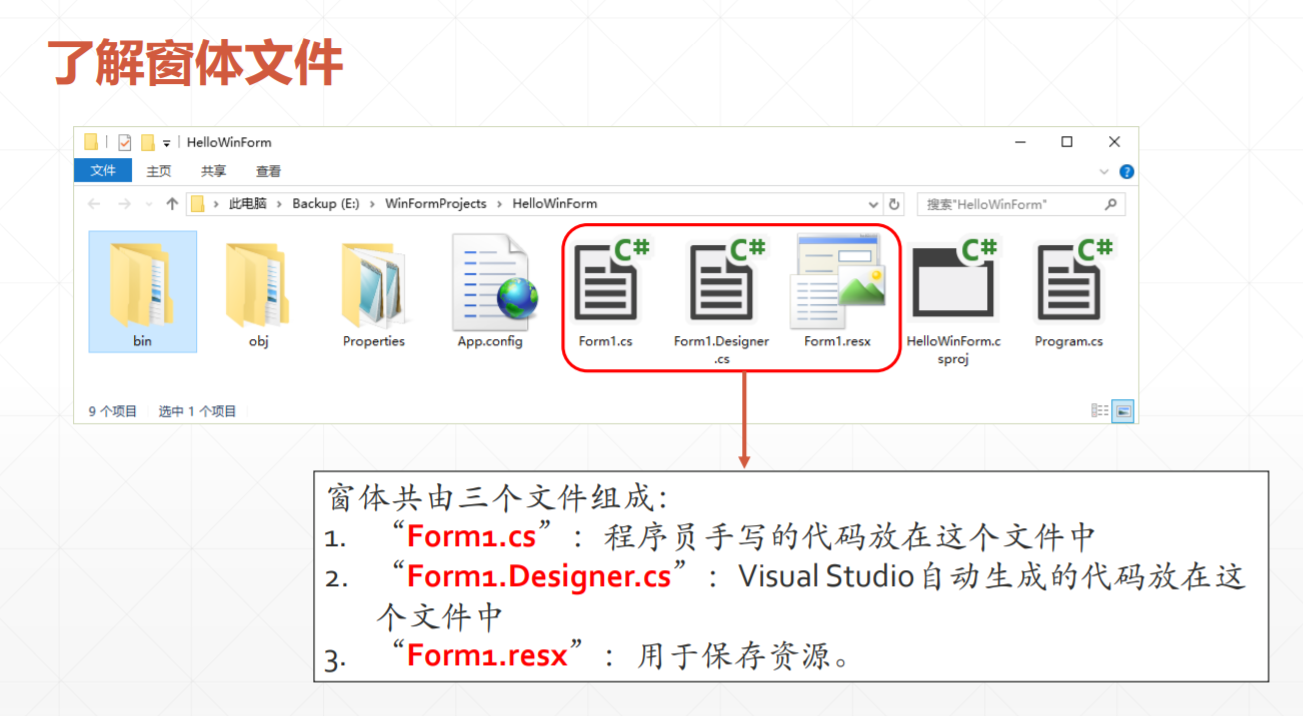 了解窗体文件
HelloWinForm
文件 主页 共享 查看
此电脑 › Backup (E:) › WinFormProjects › HelloWinForm
搜索"HelloWinForm"
bin
obj
Properties
App.config
C#
Form1.cs
C#
Form1.Designer
.cs
Form1.resx
C#
HelloWinForm.c
sproj
C#
Program.cs
9 个项目 选中 1 个项目
窗体共由三个文件组成：
1. “Form1.cs”：程序员手写的代码放在这个文件中
2. “Form1.Designer.cs”：Visual Studio自动生成的代码放在这
个文件中
3. “Form1.resx”：用于保存资源。